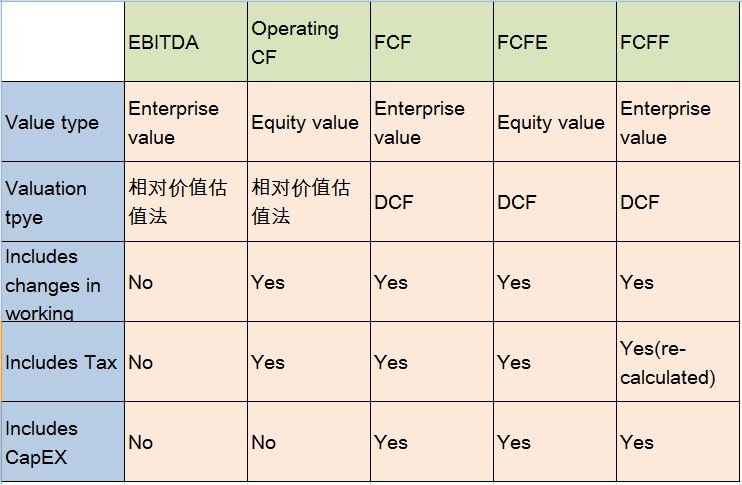 EBITDA
Operating
CF
FCF
FCFE
FCFF
Value type
Enterprise
value
Equity value
Enterprise
value
Equity value
Enterprise
value
Valuation
tpye
相对价值估
值法
相对价值估
值法
DCF
DCF
DCF
Includes
changes in
working
No
Yes
Yes
Yes
Yes
Includes Tax
No
Yes
Yes
Yes
Yes(re-
calculated)
Includes
CapEX
No
No
Yes
Yes
Yes